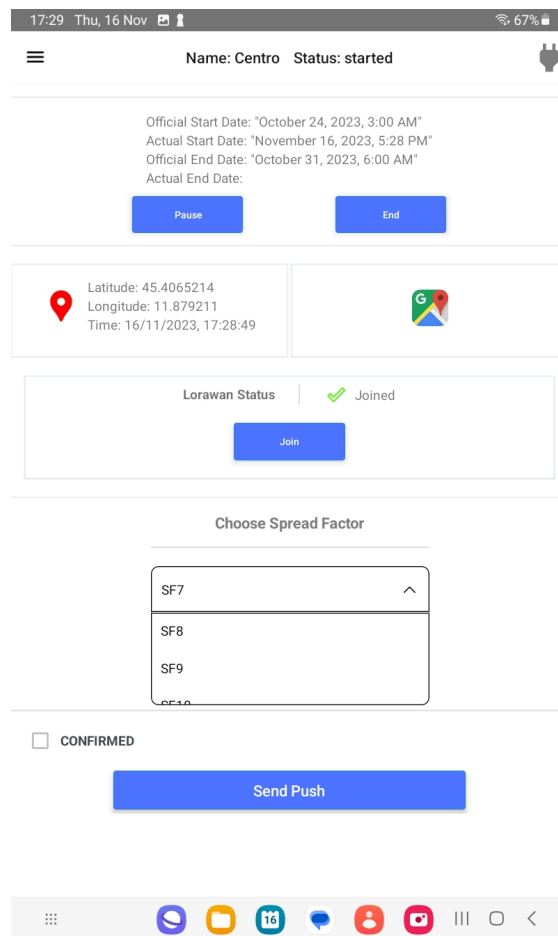 17:29 Thu, 16 Nov 67%
Name: Centro Status: started
Official Start Date: "October 24, 2023, 3:00 AM"
Actual Start Date: "November 16, 2023, 5:28 PM"
Official End Date: "October 31, 2023, 6:00 AM"
Actual End Date:
Pause End
Latitude: 45.4065214
Longitude: 11.879211
Time: 16/11/2023, 17:28:49
G
Lorawan Status Joined
Join
Choose Spread Factor
SF7
SF8
SF9
SF10
CONFIRMED
Send Push
16